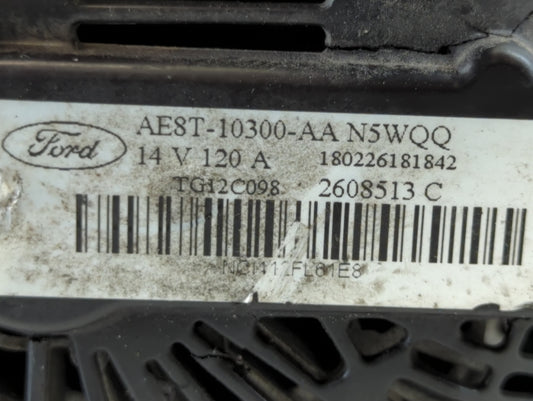 Ford
AE8T-10300-AA N5WQQ
14 V 120 A 180226181842
TG12C098 2608513 C